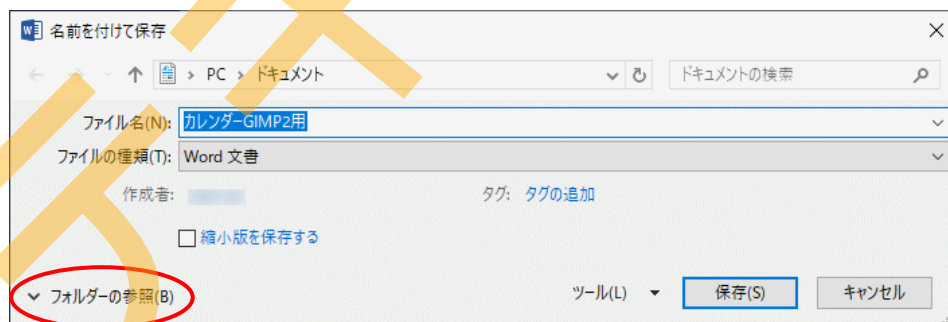 名前を付けて保存
PC › ドキュメント
ドキュメントの検索
ファイル名(N): カレンダーGIMP2用
ファイルの種類(T): Word 文書
作成者:
タグ: タグの追加
縮小版を保存する
フォルダーの参照(B)
ツール(L)
保存(S)
キャンセル